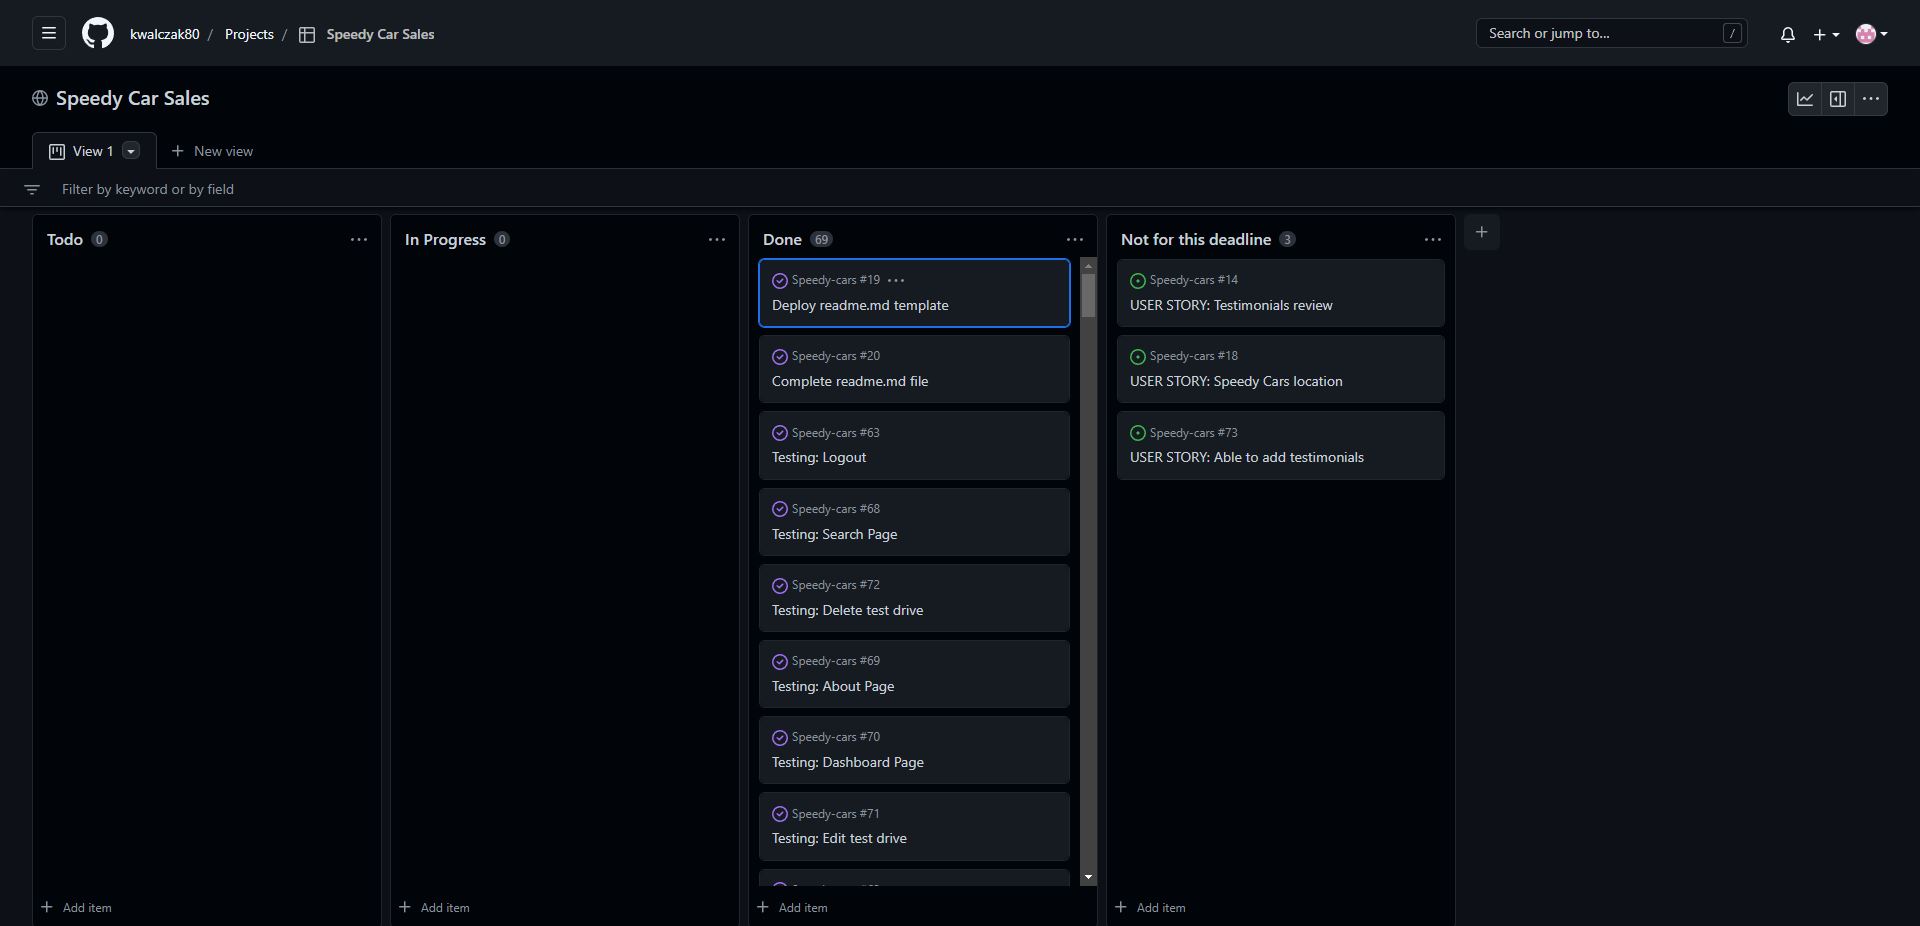 kwalczak80 / Projects / Speedy Car Sales
Search or jump to... /
Speedy Car Sales
View 1
New view
Filter by keyword or by field
Todo 0
Add item
In Progress 0
Add item
Done 69
Speedy-cars #19
Deploy readme.md template
Speedy-cars #20
Complete readme.md file
Speedy-cars #63
Testing: Logout
Speedy-cars #68
Testing: Search Page
Speedy-cars #72
Testing: Delete test drive
Speedy-cars #69
Testing: About Page
Speedy-cars #70
Testing: Dashboard Page
Speedy-cars #71
Testing: Edit test drive
Add item
Not for this deadline 3
Speedy-cars #14
USER STORY: Testimonials review
Speedy-cars #18
USER STORY: Speedy Cars location
Speedy-cars #73
USER STORY: Able to add testimonials
Add item